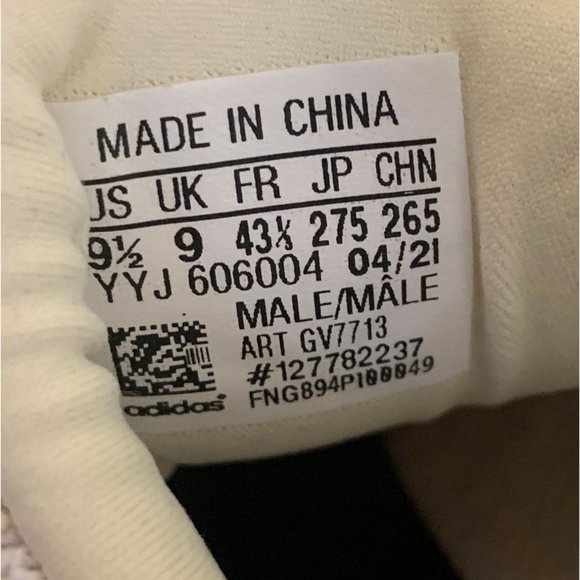 MADE IN CHINA
US UK FR JP CHN
9½ 9 43⅓ 275 265
YYJ 606004 04/21
MALE/MÂLE
ART GV7713
#127782237
FNG894P100049
adidas